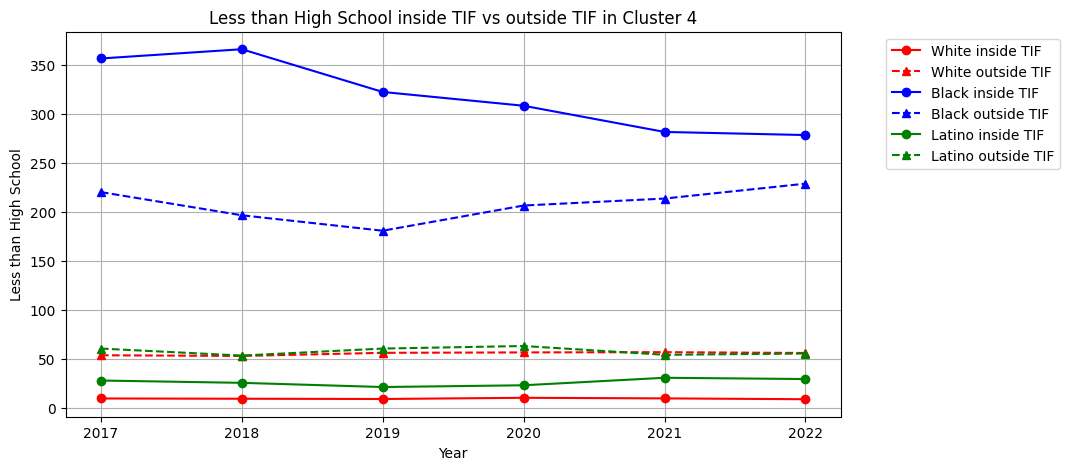 Less than High School inside TIF vs outside TIF in Cluster 4
White inside TIF
White outside TIF
Black inside TIF
Black outside TIF
Latino inside TIF
Latino outside TIF
Less than High School
350
300
250
200
150
100
50
0
2017 2018 2019 2020 2021 2022
Year